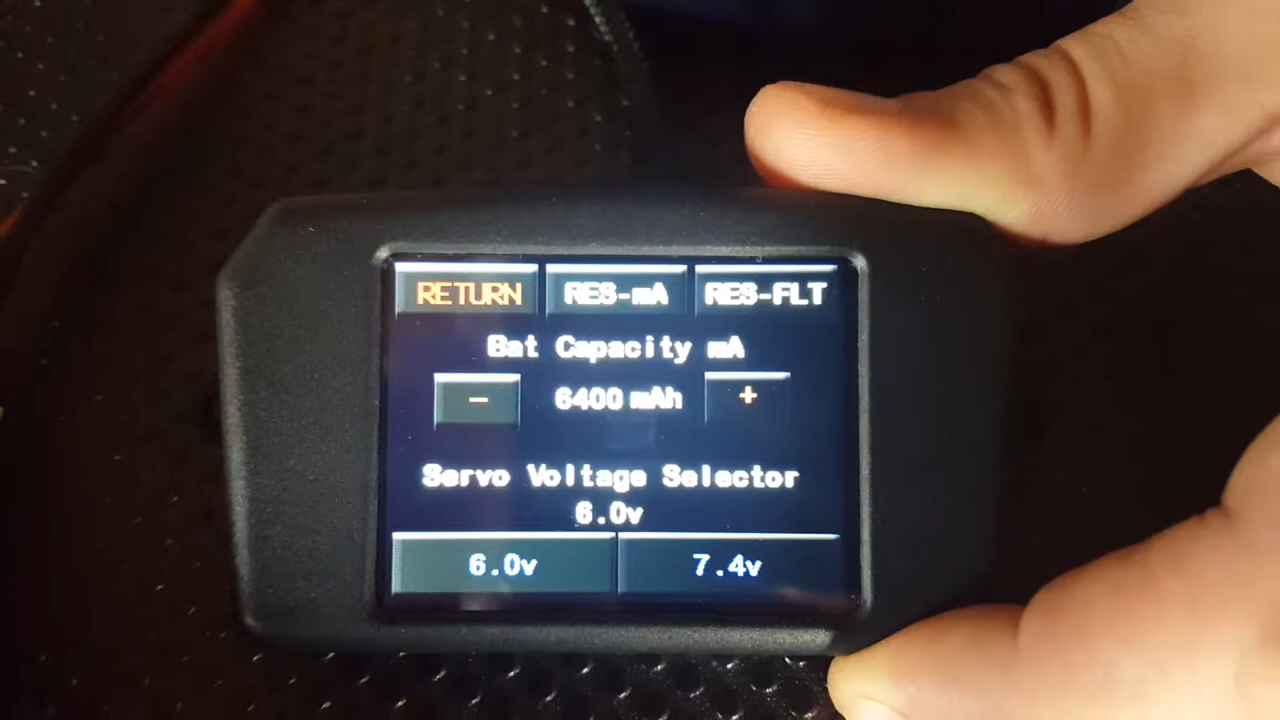 RETURN RES-mA RES-FLT
Bat Capacity mA
- 6400 mAh +
Servo Voltage Selector
6.0v
6.0v 7.4v